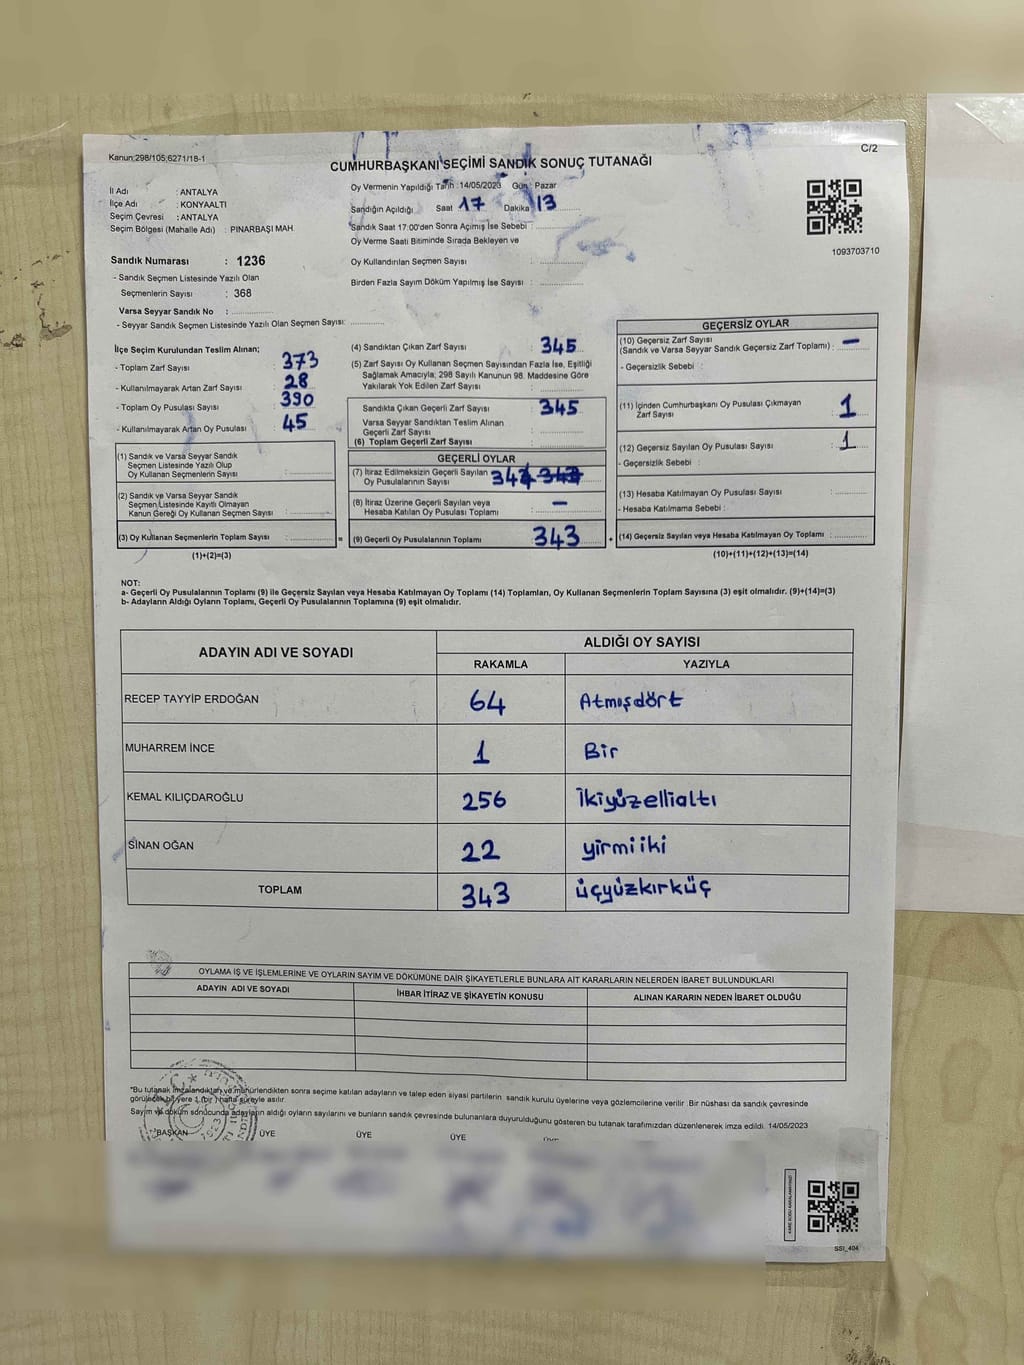 Kanun:298/105;6271/18-1
C/2
CUMHURBAŞKANI SEÇİMİ SANDIK SONUÇ TUTANAĞI
İl Adı : ANTALYA
İlçe Adı : KONYAALTI
Seçim Çevresi : ANTALYA
Seçim Bölgesi (Mahalle Adı) : PINARBAŞI MAH
Oy Vermenin Yapıldığı Tarih :14/05/2023 Gün : Pazar
Sandığın Açıldığı Saat 17 Dakika 13
Sandık Saat 17:00'den Sonra Açımış İse Sebebi :
Oy Verme Saati Bitiminde Sırada Bekleyen ve
Oy Kullandırılan Seçmen Sayısı :
Birden Fazla Sayım Döküm Yapılmış İse Sayısı :
1093703710
Sandık Numarası : 1236
- Sandık Seçmen Listesinde Yazılı Olan
Seçmenlerin Sayısı : 368
Varsa Seyyar Sandık No :
- Seyyar Sandık Seçmen Listesinde Yazılı Olan Seçmen Sayısı:
İlçe Seçim Kurulundan Teslim Alınan;
- Toplam Zarf Sayısı : 373
- Kullanılmayarak Artan Zarf Sayısı : 28
- Toplam Oy Pusulası Sayısı : 390
- Kullanılmayarak Artan Oy Pusulası : 45
(1) Sandık ve Varsa Seyyar Sandık
Seçmen Listesinde Yazılı Olup
Oy Kullanan Seçmenlerin Sayısı :
(2) Sandık ve Varsa Seyyar Sandık
Seçmen Listesinde Kayıtlı Olmayan
Kanun Gereği Oy Kullanan Seçmen Sayısı :
(3) Oy Kullanan Seçmenlerin Toplam Sayısı :
(1)+(2)=(3)
(4) Sandıktan Çıkan Zarf Sayısı : 345
(5) Zarf Sayısı Oy Kullanan Seçmen Sayısından Fazla İse, Eşitliği
Sağlamak Amacıyla; 298 Sayılı Kanunun 98. Maddesine Göre
Yakılarak Yok Edilen Zarf Sayısı :
Sandıkta Çıkan Geçerli Zarf Sayısı : 345
Varsa Seyyar Sandıktan Teslim Alınan
Geçerli Zarf Sayısı :
(6) Toplam Geçerli Zarf Sayısı :
GEÇERLİ OYLAR
(7) İtiraz Edilmeksizin Geçerli Sayılan
Oy Pusulalarının Sayısı : 343
(8) İtiraz Üzerine Geçerli Sayılan veya
Hesaba Katılan Oy Pusulası Toplamı : —
= (9) Geçerli Oy Pusulalarının Toplamı : 343
GEÇERSİZ OYLAR
(10) Geçersiz Zarf Sayısı
(Sandık ve Varsa Seyyar Sandık Geçersiz Zarf Toplamı) : —
- Geçersizlik Sebebi :
(11) İçinden Cumhurbaşkanı Oy Pusulası Çıkmayan
Zarf Sayısı : 1
(12) Geçersiz Sayılan Oy Pusulası Sayısı : 1
- Geçersizlik Sebebi :
(13) Hesaba Katılmayan Oy Pusulası Sayısı :
- Hesaba Katılmama Sebebi :
+ (14) Geçersiz Sayılan veya Hesaba Katılmayan Oy Toplamı :
(10)+(11)+(12)+(13)=(14)
NOT:
a- Geçerli Oy Pusulalarının Toplamı (9) ile Geçersiz Sayılan veya Hesaba Katılmayan Oy Toplamı (14) Toplamları, Oy Kullanan Seçmenlerin Toplam Sayısına (3) eşit olmalıdır. (9)+(14)=(3)
b- Adayların Aldığı Oyların Toplamı, Geçerli Oy Pusulalarının Toplamına (9) eşit olmalıdır.
ADAYIN ADI VE SOYADI
ALDIĞI OY SAYISI
RAKAMLA YAZIYLA
RECEP TAYYİP ERDOĞAN 64 Atmışdört
MUHARREM İNCE 1 Bir
KEMAL KILIÇDAROĞLU 256 İkiyüzellialtı
SİNAN OĞAN 22 yirmiiki
TOPLAM 343 üçyüzkırküç
OYLAMA İŞ VE İŞLEMLERİNE VE OYLARIN SAYIM VE DÖKÜMÜNE DAİR ŞİKAYETLERLE BUNLARA AİT KARARLARIN NELERDEN İBARET BULUNDUKLARI
ADAYIN ADI VE SOYADI İHBAR İTİRAZ VE ŞİKAYETİN KONUSU ALINAN KARARIN NEDEN İBARET OLDUĞU
*Bu tutanak imzalandıktan ve mühürlendikten sonra seçime katılan adayların ve talep eden siyasi partilerin sandık kurulu üyelerine veya gözlemcilerine verilir. Bir nüshası da sandık çevresinde
görülecek bir yere 1 (bir ) hafta süreyle asılır.
Sayım ve döküm sonucunda adayların aldığı oyların sayılarını ve bunların sandık çevresinde bulunanlara duyurulduğunu gösteren bu tutanak tarafımızdan düzenlenerek imza edildi. 14/05/2023
BAŞKAN ÜYE ÜYE ÜYE
SSI_404